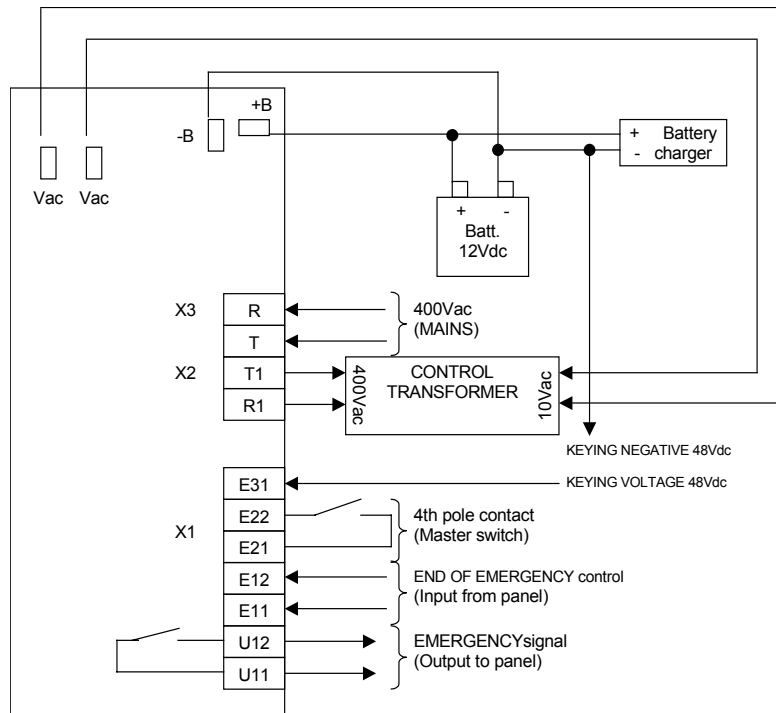 +B
-B
+ Battery
- charger
Vac Vac
+ -
Batt.
12Vdc
X3
R
T
400Vac
(MAINS)
X2
T1
R1
400Vac
CONTROL
TRANSFORMER
10Vac
KEYING NEGATIVE 48Vdc
KEYING VOLTAGE 48Vdc
X1
E31
E22
E21
4th pole contact
(Master switch)
E12
E11
END OF EMERGENCY control
(Input from panel)
U12
U11
EMERGENCYsignal
(Output to panel)